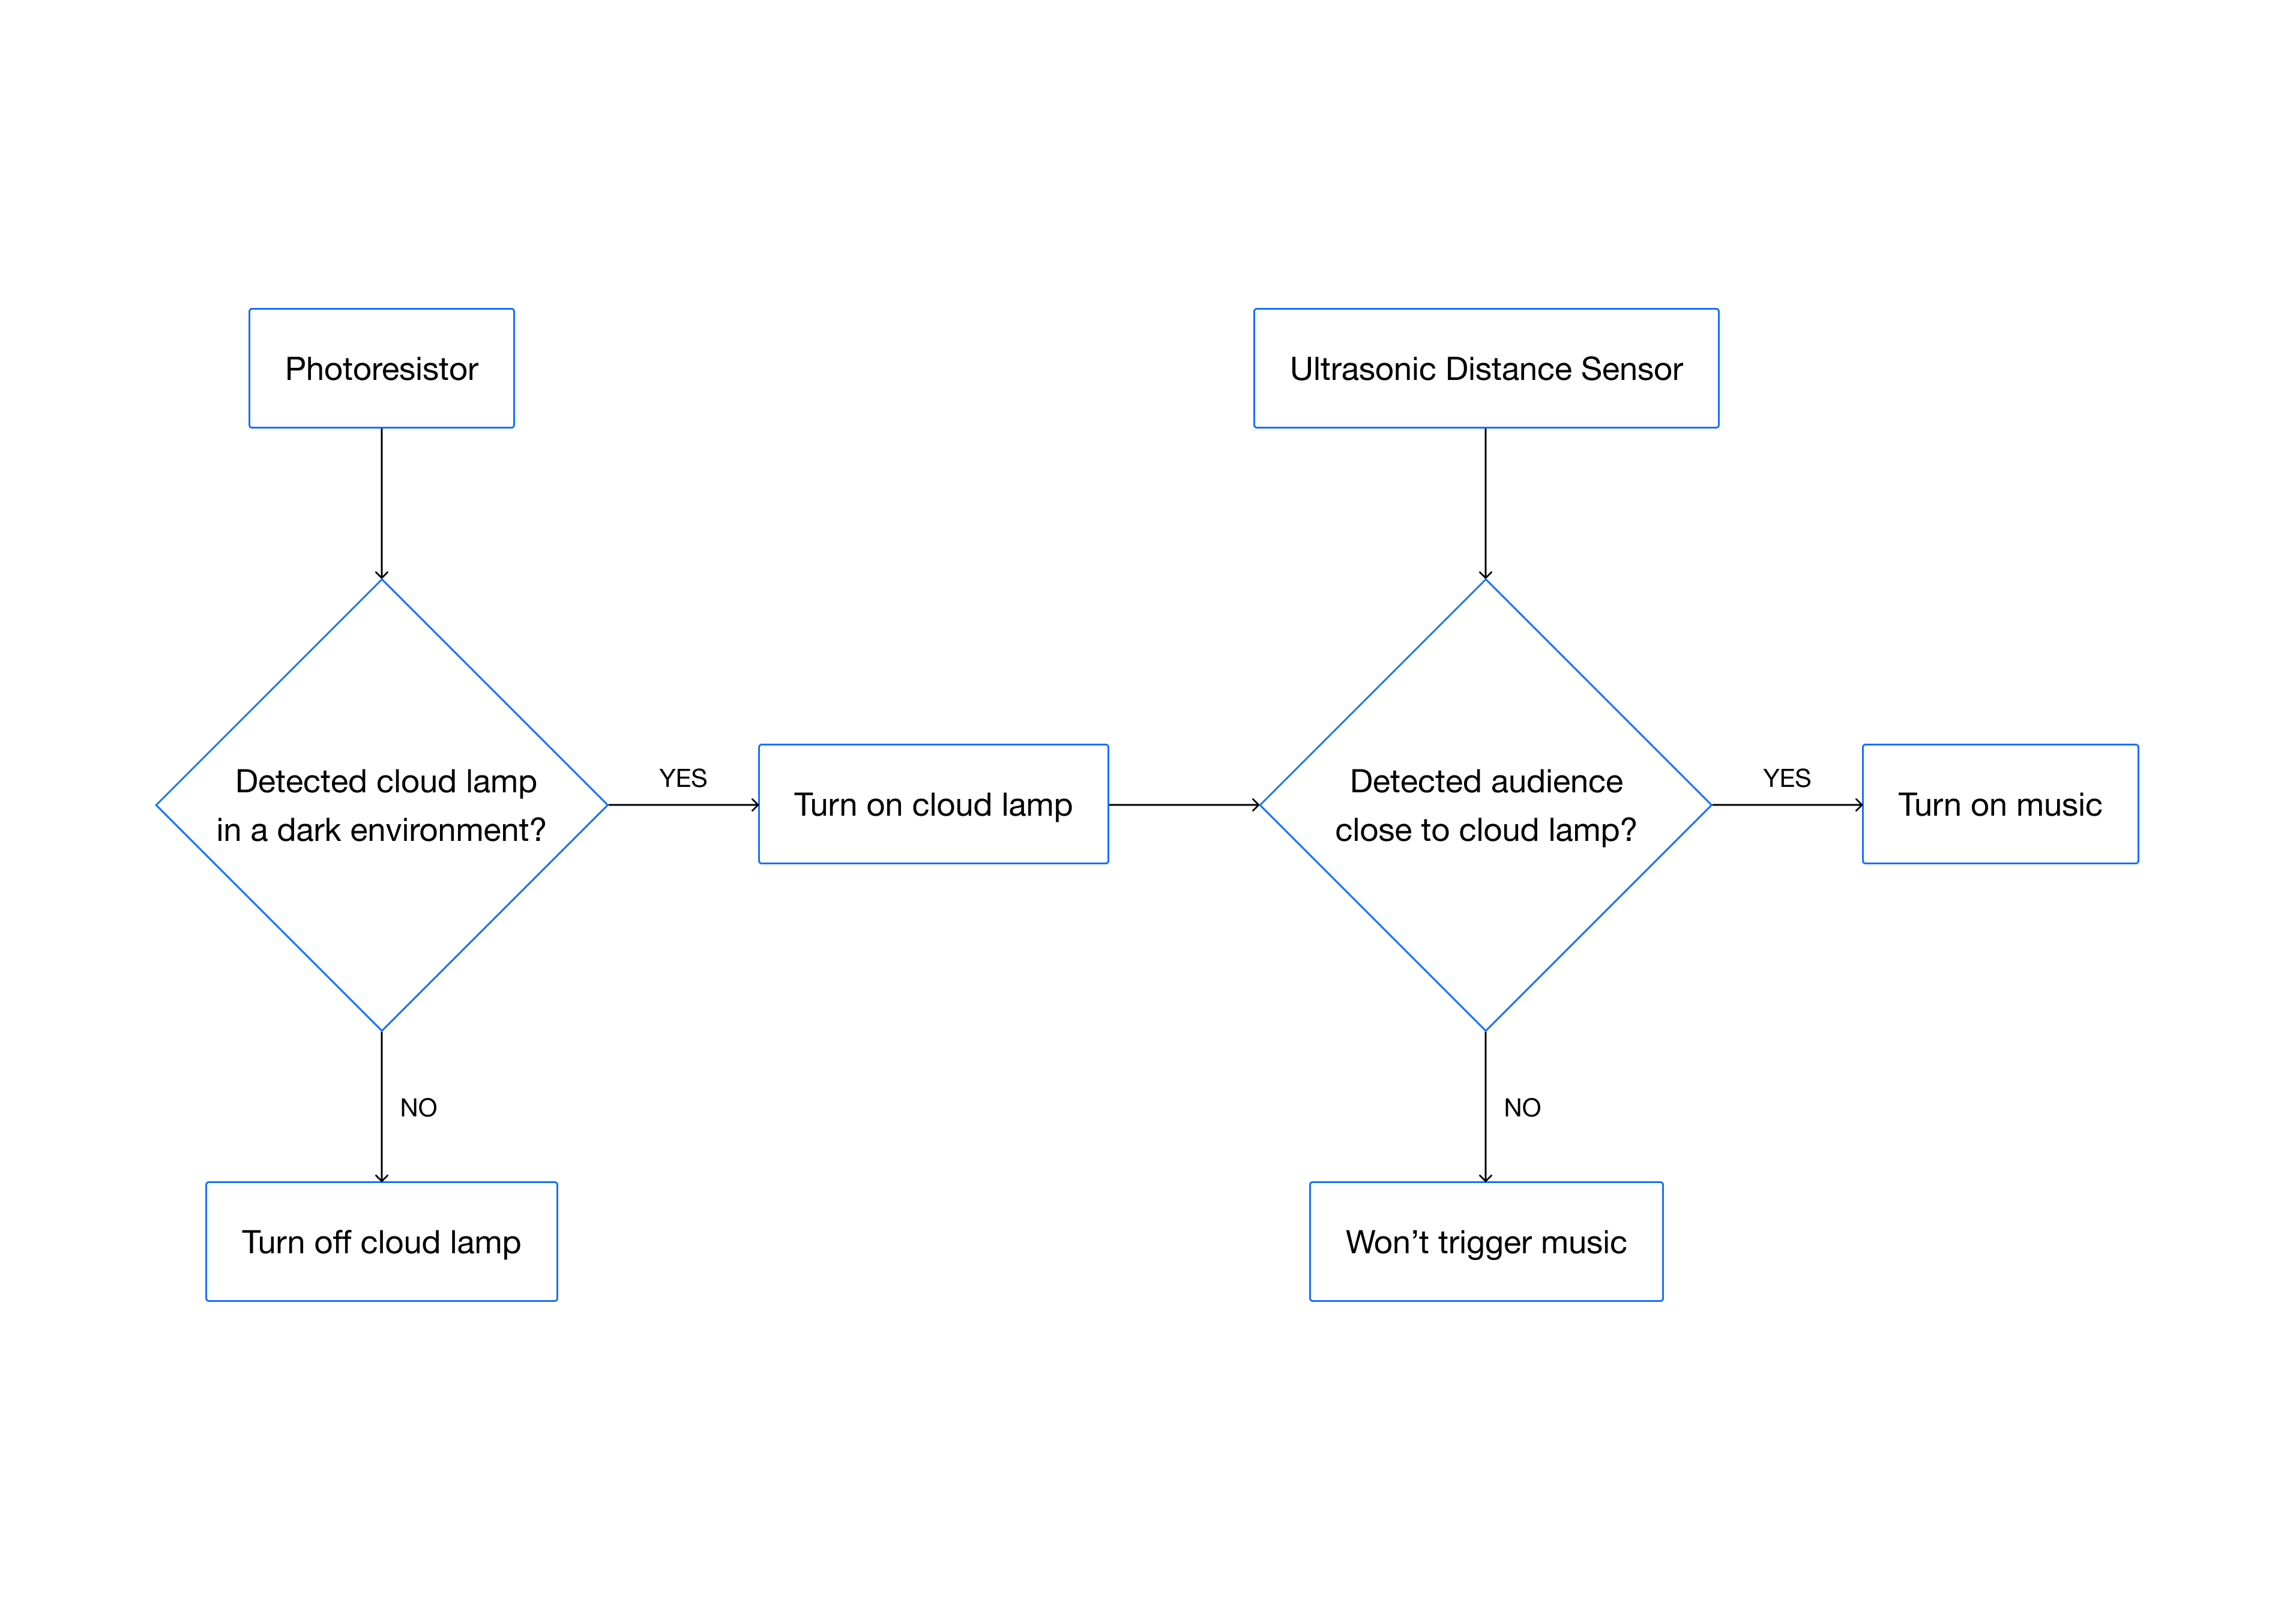 Photoresistor
Ultrasonic Distance Sensor
Detected cloud lamp
in a dark environment?
YES
Turn on cloud lamp
Detected audience
close to cloud lamp?
YES
Turn on music
NO
NO
Turn off cloud lamp
Won’t trigger music